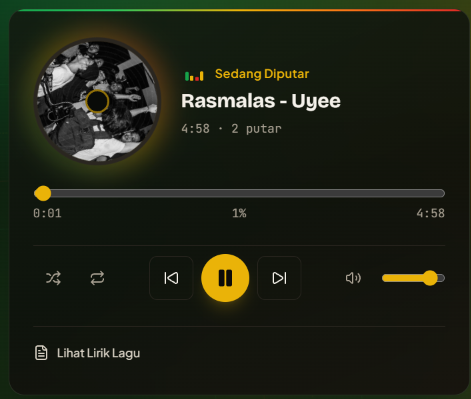 Sedang Diputar
Rasmalas - Uyee
4:58 · 2 putar
0:01 1% 4:58
Lihat Lirik Lagu